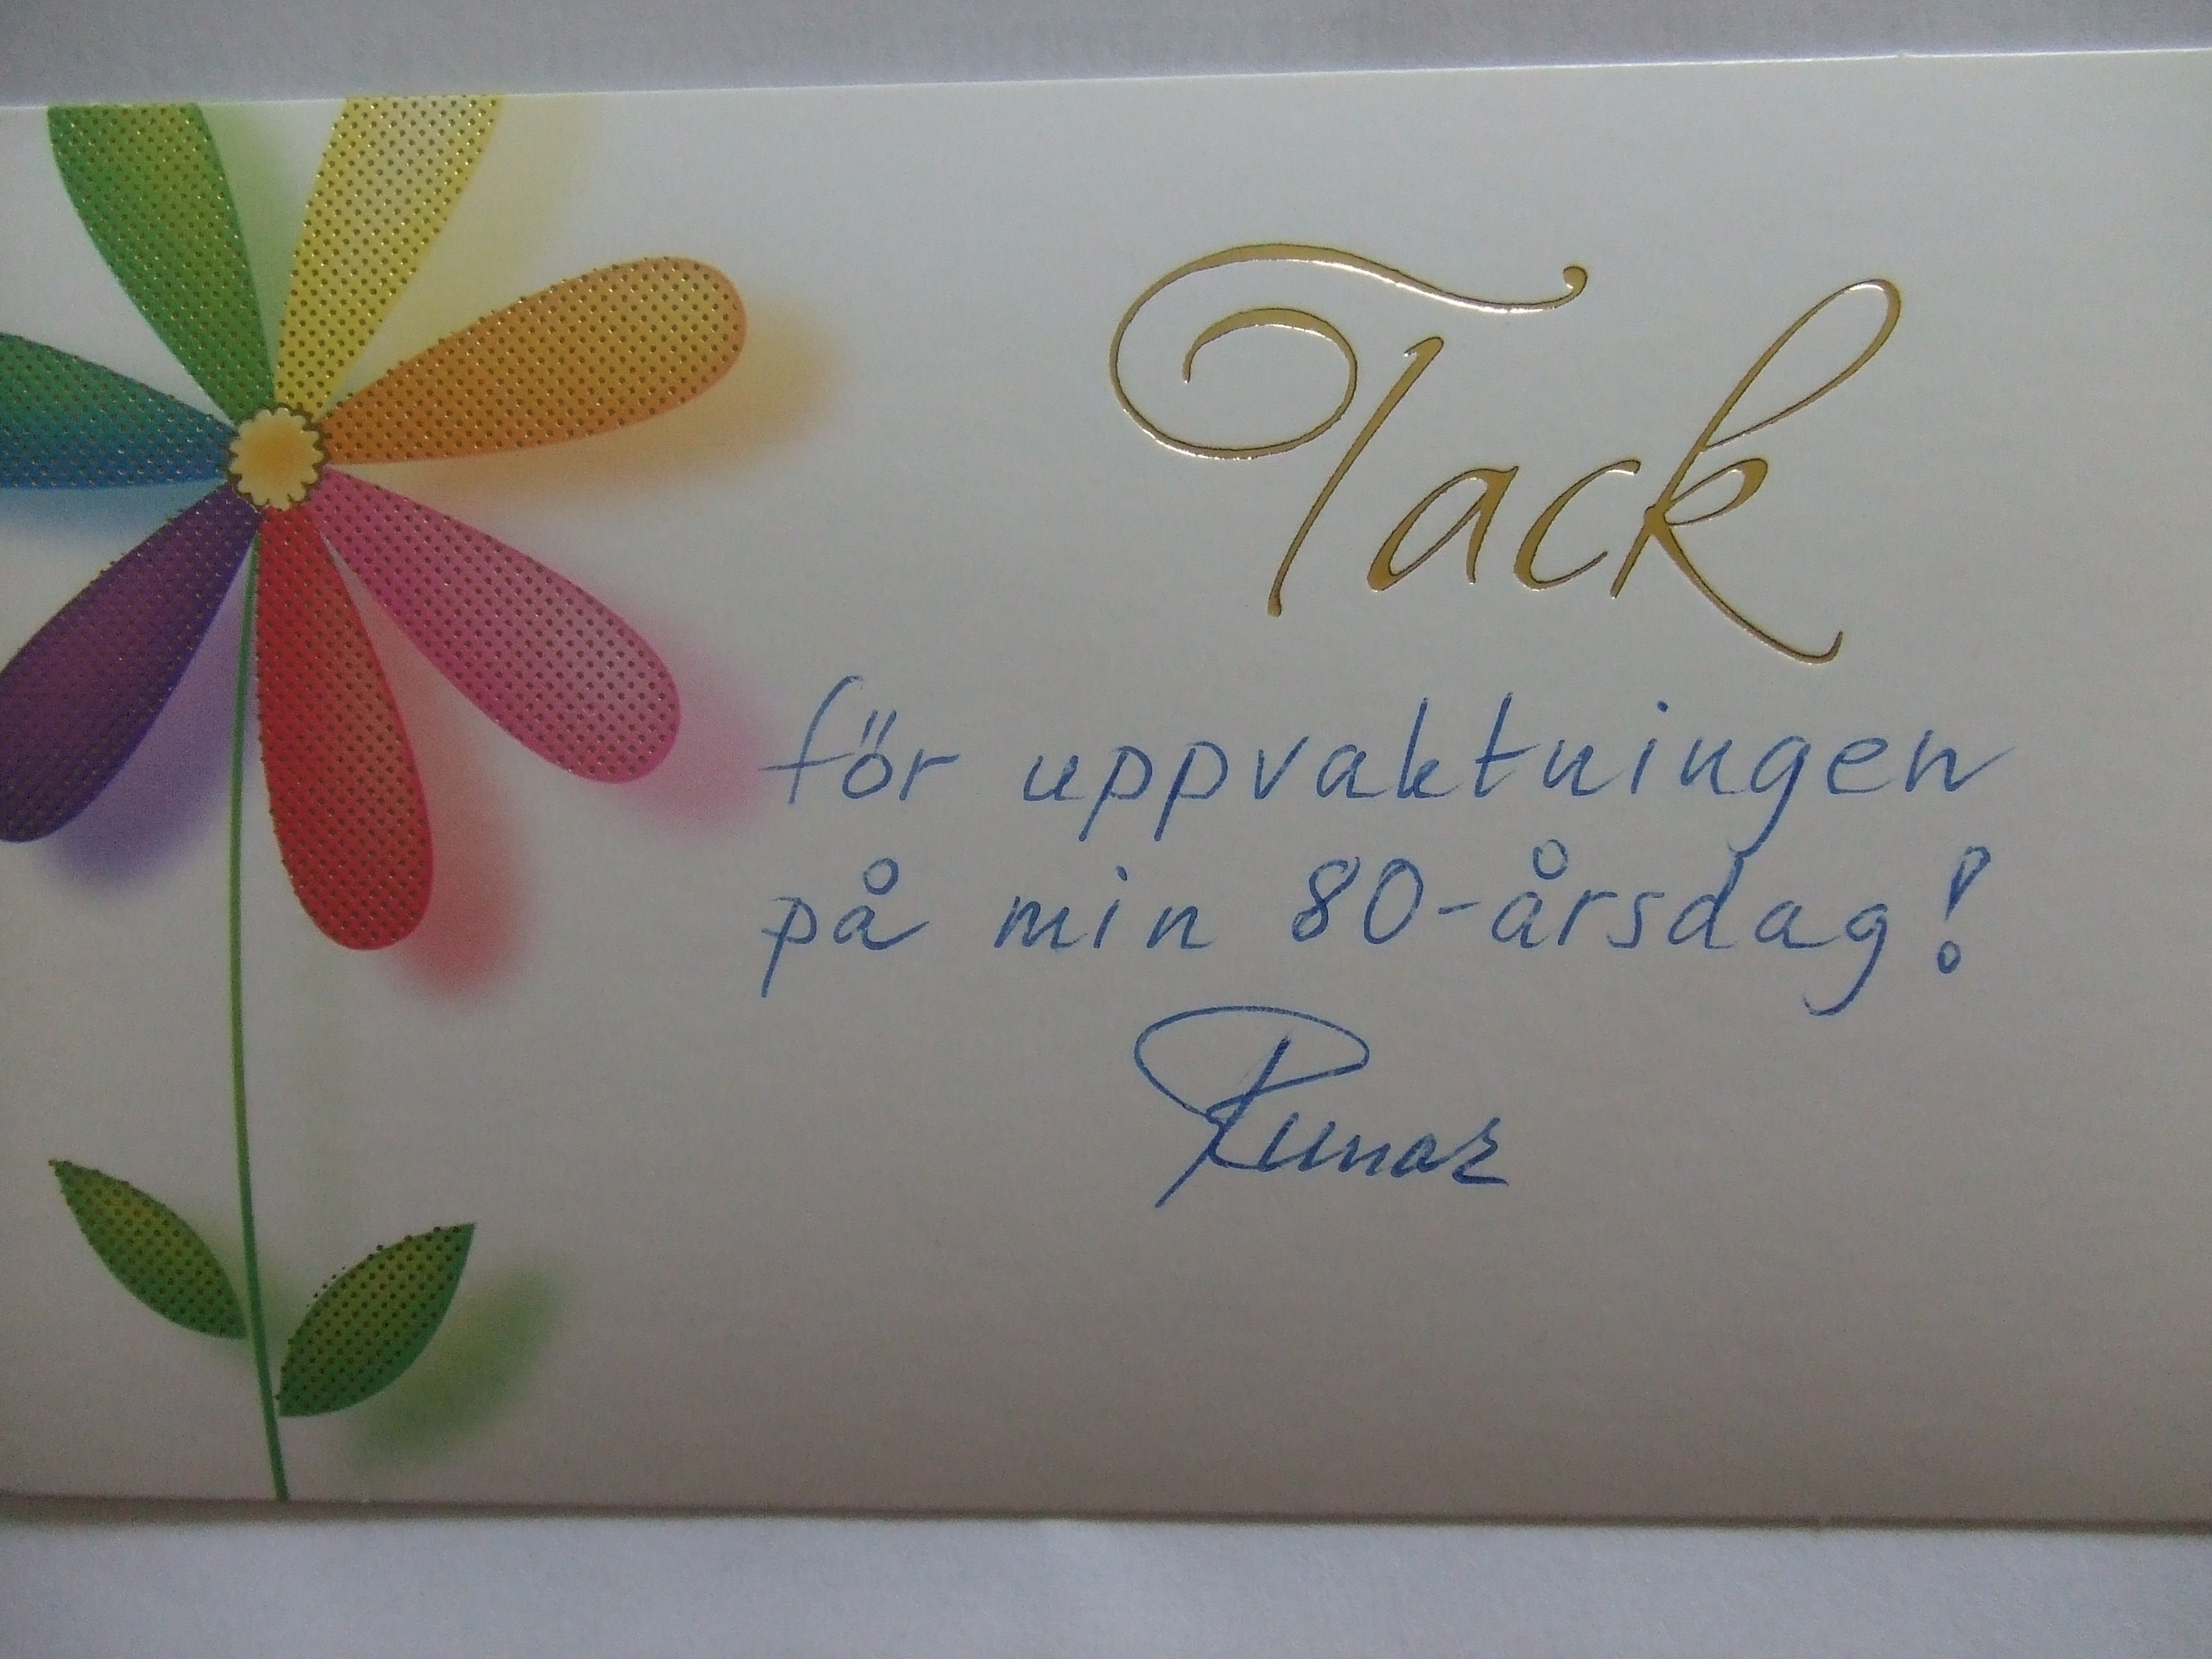 Tack
för uppvaktningen
på min 80-årsdag!
Runar